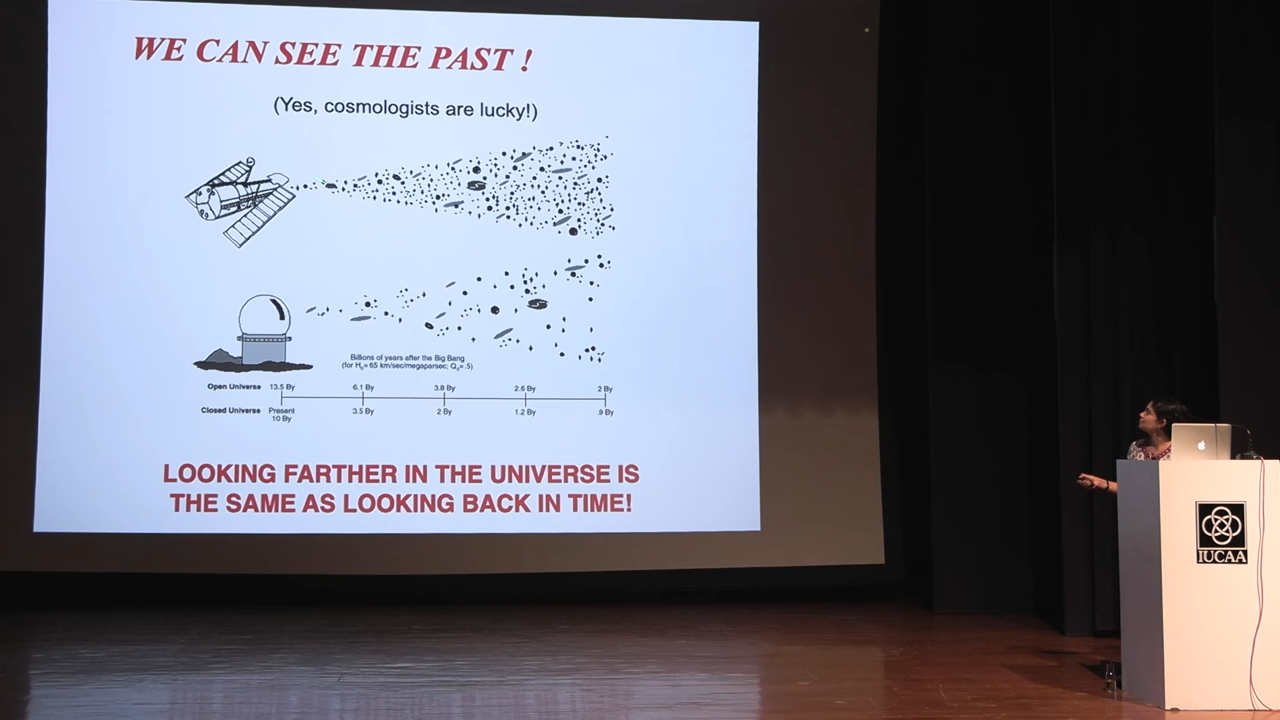 WE CAN SEE THE PAST !
(Yes, cosmologists are lucky!)
Billions of years after the Big Bang
(for H₀=65 km/sec/megaparsec; Q₀=.5)
Open Universe 13.5 By 6.1 By 3.8 By 2.6 By 2 By
Closed Universe Present 3.5 By 2 By 1.2 By .9 By
10 By
LOOKING FARTHER IN THE UNIVERSE IS
THE SAME AS LOOKING BACK IN TIME!
IUCAA